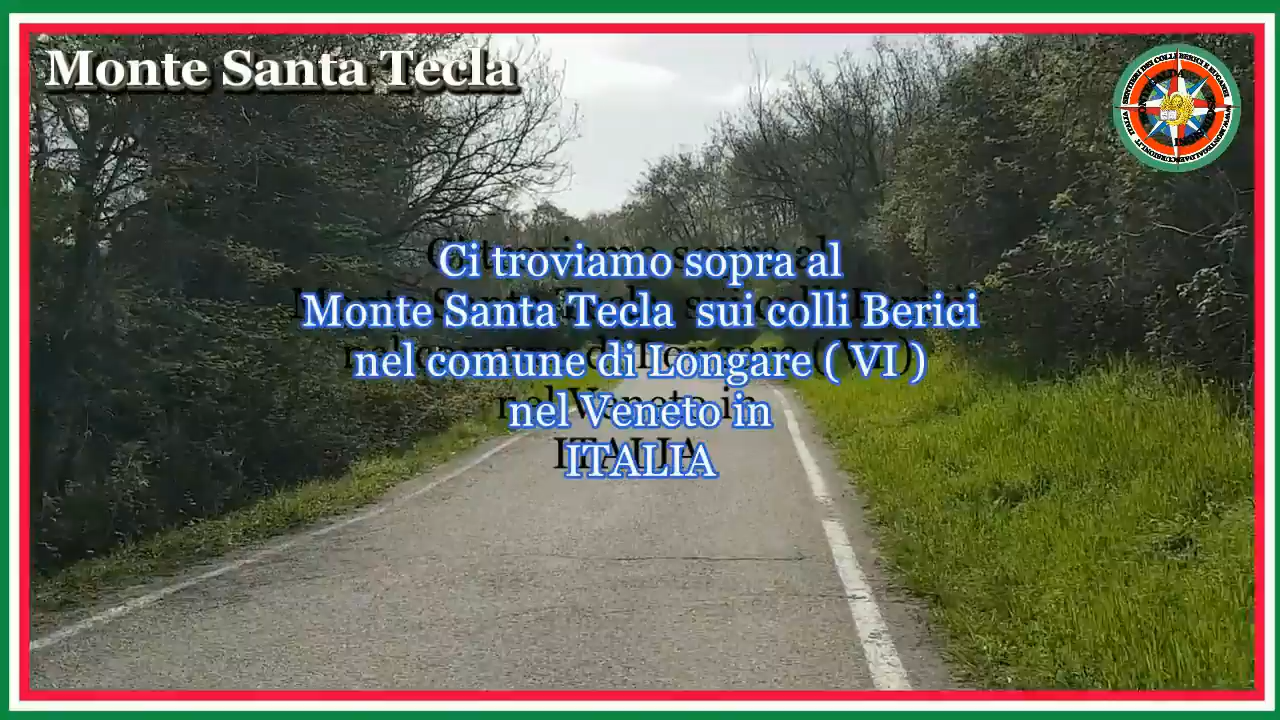 Monte Santa Tecla
Ci troviamo sopra al
Monte Santa Tecla sui colli Berici
nel comune di Longare ( VI )
nel Veneto in
ITALIA